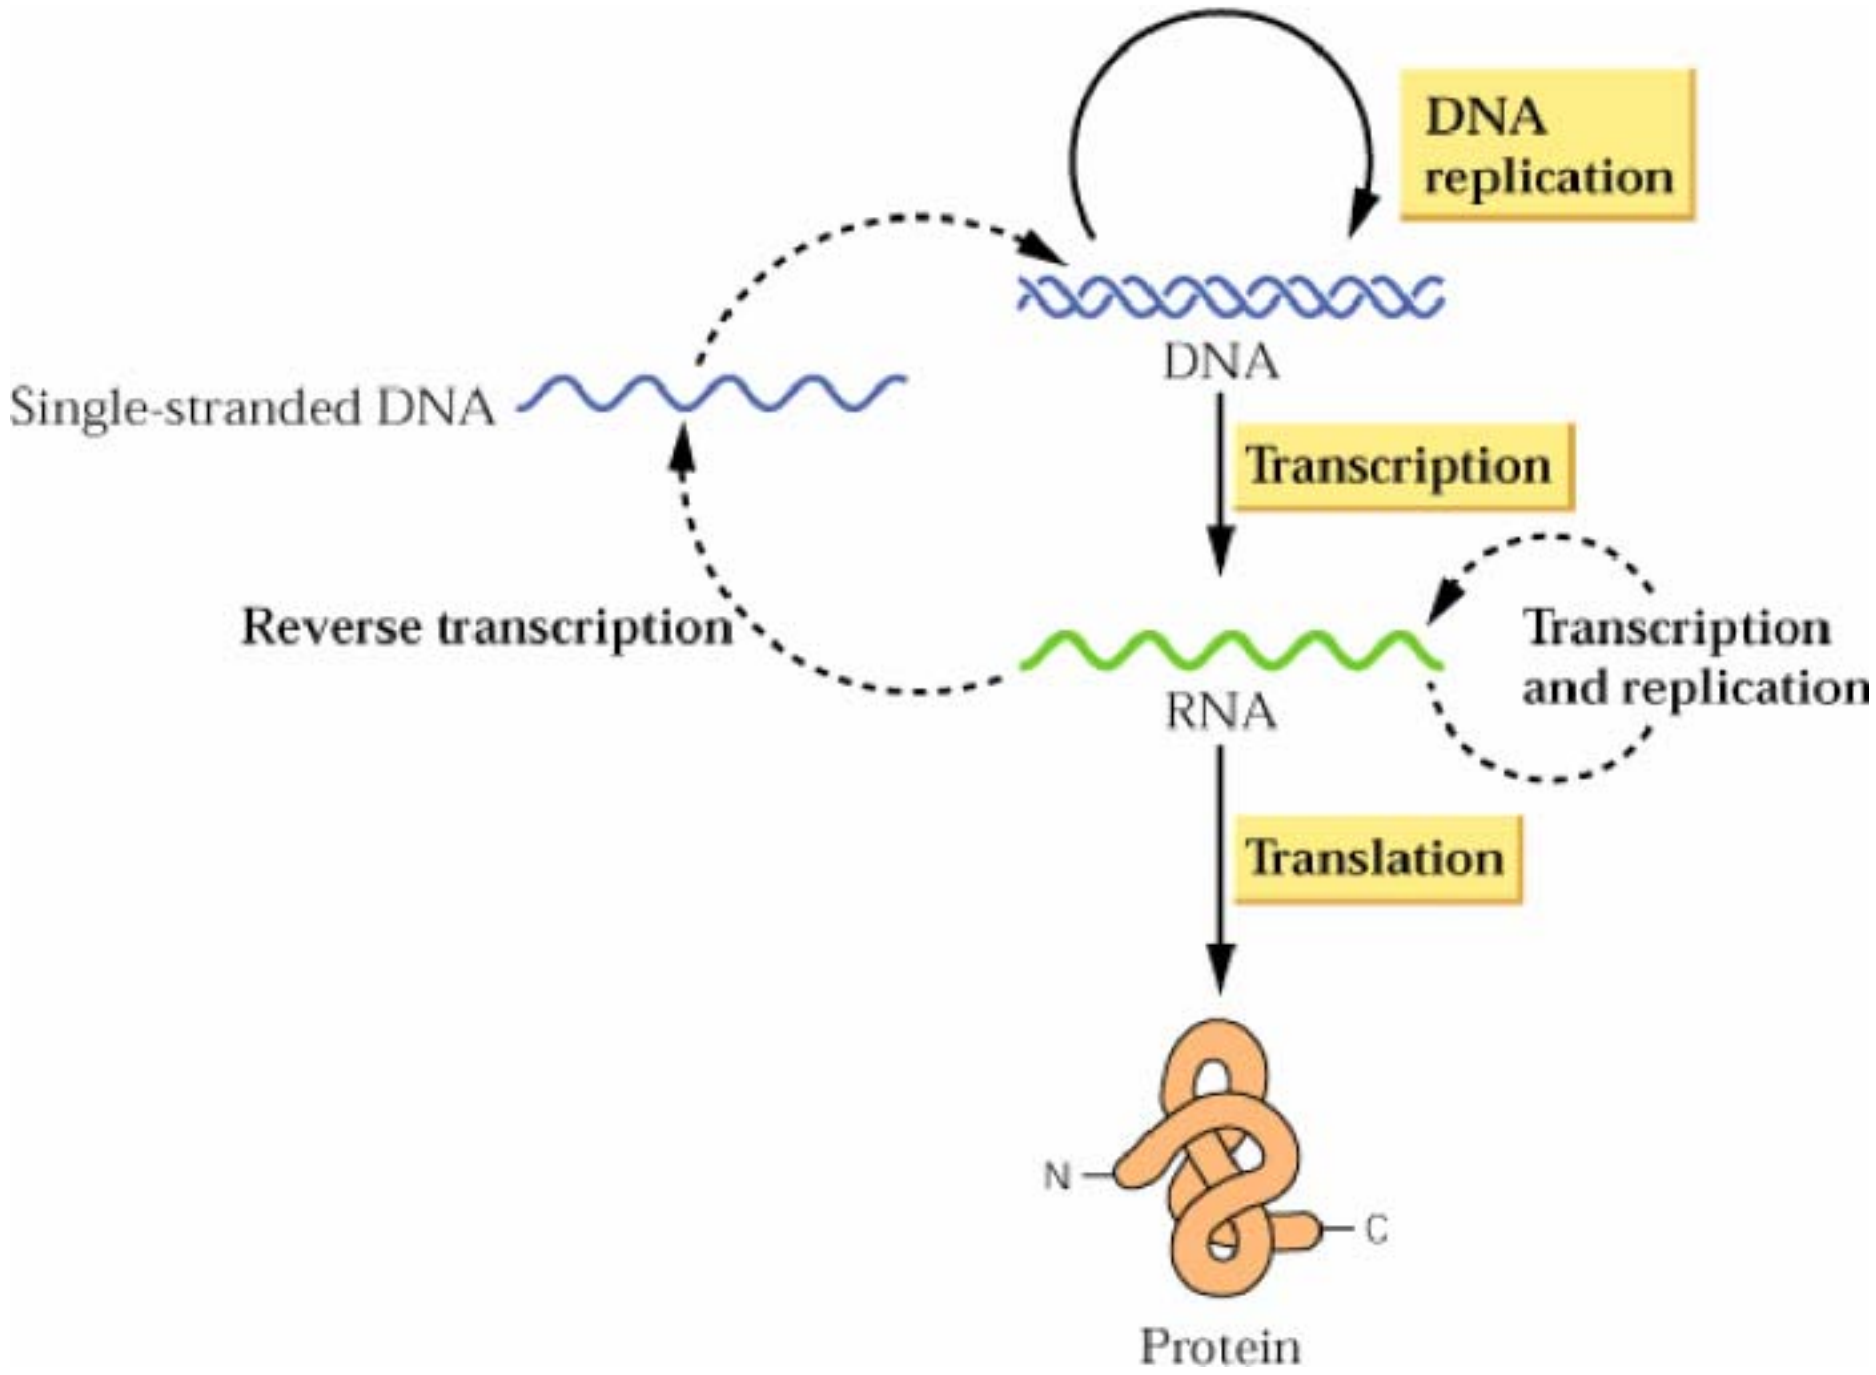 DNA
replication
DNA
Single-stranded DNA
Transcription
Reverse transcription
Transcription
and replication
RNA
Translation
N
C
Protein